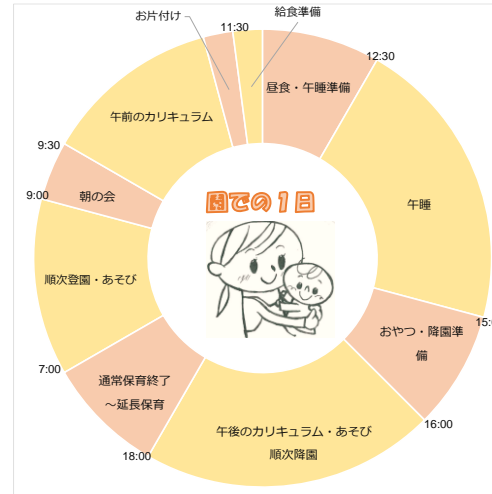 お片付け
11:30
給食準備
12:30
昼食・午睡準備
午前のカリキュラム
9:30
朝の会
9:00
園での1日
午睡
順次登園・あそび
15:0
おやつ・降園準
備
7:00
通常保育終了
～延長保育
午後のカリキュラム・あそび
順次降園
16:00
18:00